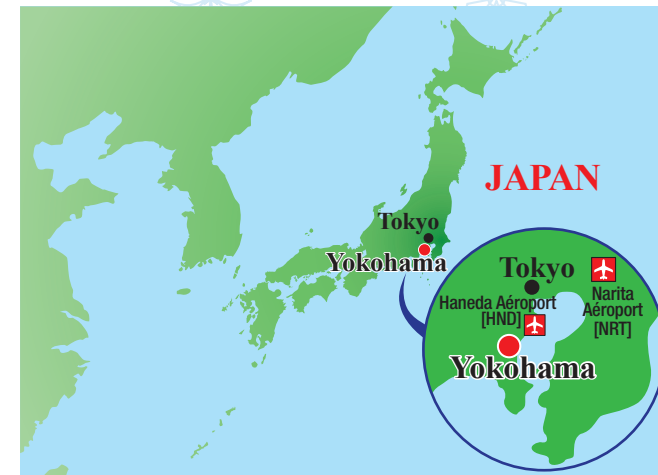 JAPAN
Tokyo
Yokohama
Tokyo
Haneda Aéroport
[HND]
Narita
Aéroport
[NRT]
Yokohama